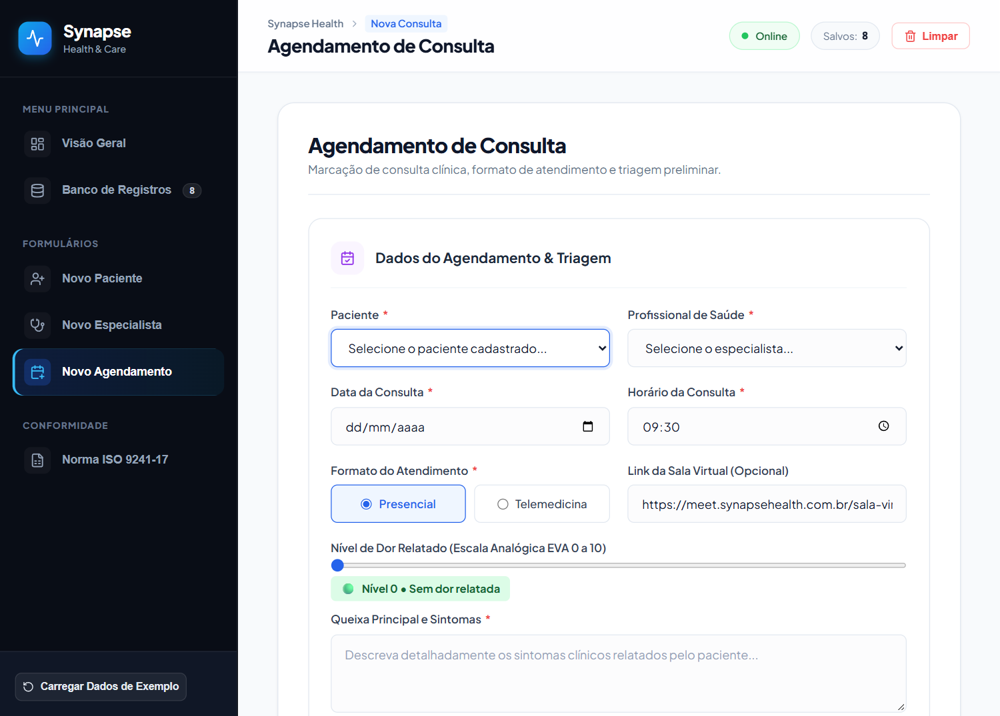 Synapse
Health & Care
MENU PRINCIPAL
Visão Geral
Banco de Registros 8
FORMULÁRIOS
Novo Paciente
Novo Especialista
Novo Agendamento
CONFORMIDADE
Norma ISO 9241-17
Carregar Dados de Exemplo
Synapse Health > Nova Consulta
Agendamento de Consulta
Online
Salvos: 8
Limpar
Agendamento de Consulta
Marcação de consulta clínica, formato de atendimento e triagem preliminar.
Dados do Agendamento & Triagem
Paciente *
Selecione o paciente cadastrado...
Profissional de Saúde *
Selecione o especialista...
Data da Consulta *
dd/mm/aaaa
Horário da Consulta *
09:30
Formato do Atendimento *
Presencial
Telemedicina
Link da Sala Virtual (Opcional)
https://meet.synapsehealth.com.br/sala-vir
Nível de Dor Relatado (Escala Analógica EVA 0 a 10)
Nível 0 • Sem dor relatada
Queixa Principal e Sintomas *
Descreva detalhadamente os sintomas clínicos relatados pelo paciente...